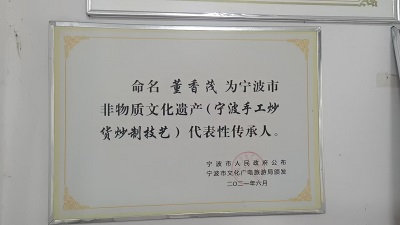 命名 董香茂 为宁波市
非物质文化遗产(宁波手工炒
货炒制技艺)代表性传承人。
宁波市人民政府公布
宁波市文化广电旅游局颁发
二〇二一年六月